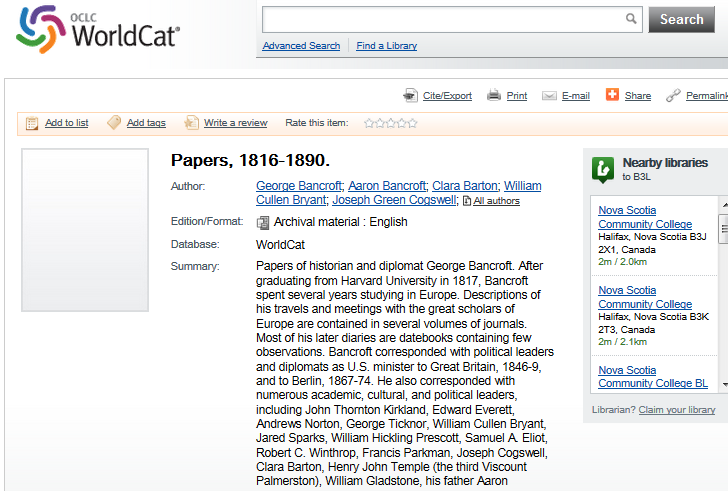 OCLC
WorldCat®
Search
Advanced Search
Find a Library
Cite/Export
Print
E-mail
Share
Permalink
Add to list
Add tags
Write a review
Rate this item:
Papers, 1816-1890.
Author:
George Bancroft; Aaron Bancroft; Clara Barton; William
Cullen Bryant; Joseph Green Cogswell; All authors
Edition/Format:
Archival material : English
Database:
WorldCat
Summary:
Papers of historian and diplomat George Bancroft. After
graduating from Harvard University in 1817, Bancroft
spent several years studying in Europe. Descriptions of
his travels and meetings with the great scholars of
Europe are contained in several volumes of journals.
Most of his later diaries are datebooks containing few
observations. Bancroft corresponded with political leaders
and diplomats as U.S. minister to Great Britain, 1846-9,
and to Berlin, 1867-74. He also corresponded with
numerous academic, cultural, and political leaders,
including John Thornton Kirkland, Edward Everett,
Andrews Norton, George Ticknor, William Cullen Bryant,
Jared Sparks, William Hickling Prescott, Samuel A. Eliot,
Robert C. Winthrop, Francis Parkman, Joseph Cogswell,
Clara Barton, Henry John Temple (the third Viscount
Palmerston), William Gladstone, his father Aaron
Nearby libraries
to B3L
Nova Scotia
Community College
Halifax, Nova Scotia B3J
2X1, Canada
2m / 2.0km
Nova Scotia
Community College
Halifax, Nova Scotia B3K
2T3, Canada
2m / 2.1km
Nova Scotia
Community College BL
Librarian? Claim your library